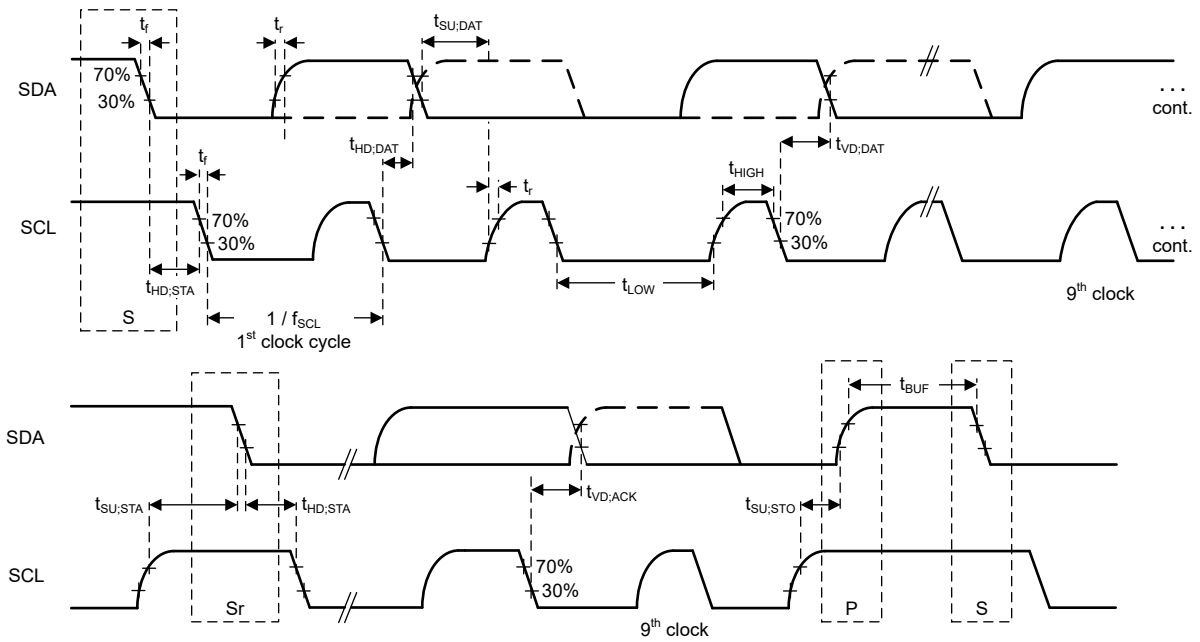 tf
tr
tSU;DAT
SDA
70%
30%
. . .
cont.
tHD;DAT
tVD;DAT
tf
tr
tHIGH
SCL
70%
30%
70%
30%
. . .
cont.
tHD;STA
tLOW
S
1 / fSCL
1st clock cycle
9th clock
tBUF
SDA
tSU;STA
tHD;STA
tVD;ACK
tSU;STO
SCL
70%
30%
Sr
P
S
9th clock